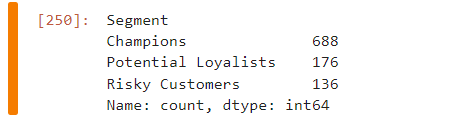 [250]: Segment
Champions 688
Potential Loyalists 176
Risky Customers 136
Name: count, dtype: int64